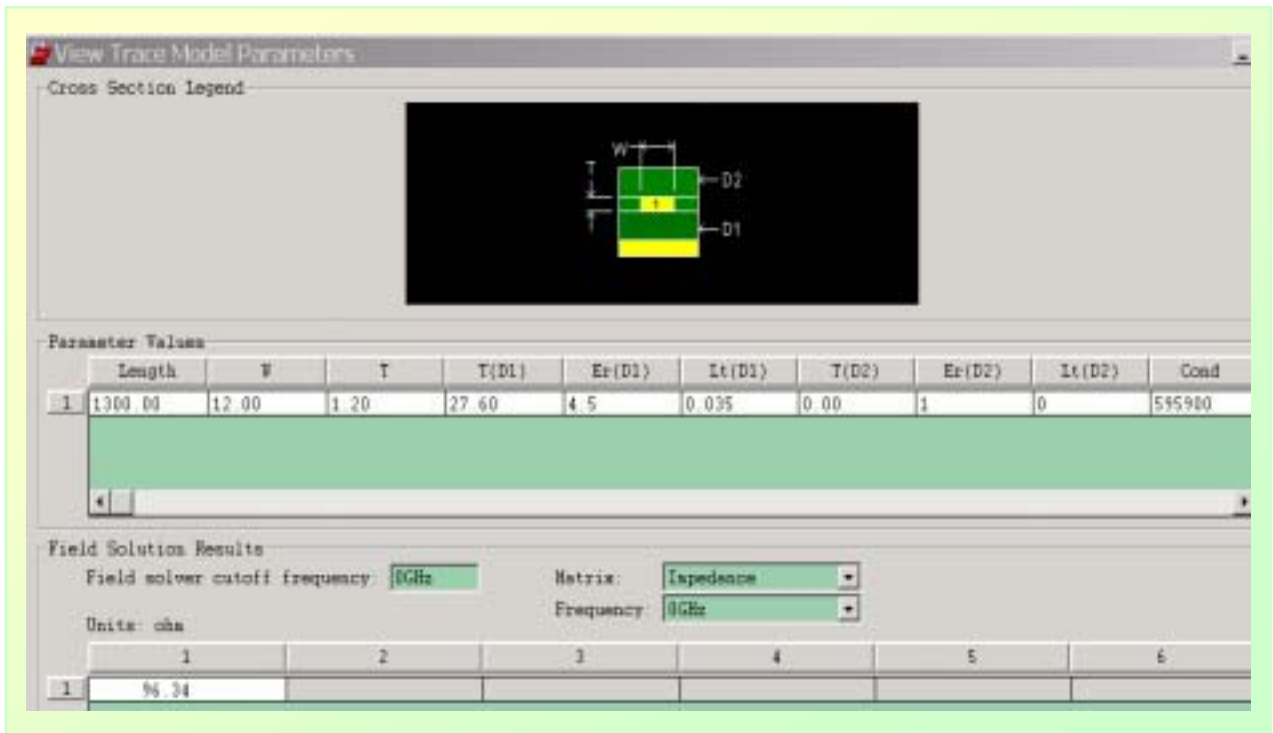 View Trace Model Parameters
Cross Section Legend
W
T
D2
1
D1
Parameter Values
Length W T T(D1) Er(D1) Lt(D1) T(D2) Er(D2) Lt(D2) Cond
1 1300.00 12.00 1.20 27.60 4.5 0.035 0.00 1 0 595900
Field Solution Results
Field solver cutoff frequency: 0GHz Matrix: Impedance
Frequency: 0GHz
Units: ohm
1 2 3 4 5 6
1 96.34